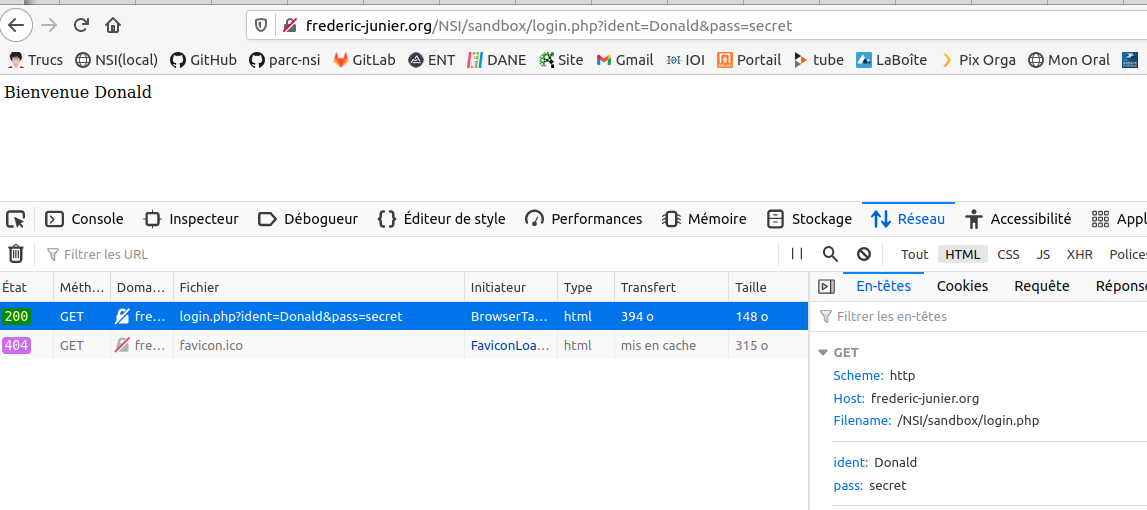 frederic-junier.org/NSI/sandbox/login.php?ident=Donald&pass=secret
Trucs NSI(local) GitHub parc-nsi GitLab ENT DANE Site Gmail IOI Portail tube LaBoîte Pix Orga Mon Oral
Bienvenue Donald
Console Inspecteur Débogueur Éditeur de style Performances Mémoire Stockage Réseau Accessibilité Appl
Filtrer les URL Tout HTML CSS JS XHR Polices
État Méth… Doma… Fichier Initiateur Type Transfert Taille En-têtes Cookies Requête Répons
200 GET fre… login.php?ident=Donald&pass=secret BrowserTa… html 394 o 148 o Filtrer les en-têtes
404 GET fre… favicon.ico FaviconLoa… html mis en cache 315 o
GET
Scheme: http
Host: frederic-junier.org
Filename: /NSI/sandbox/login.php
ident: Donald
pass: secret